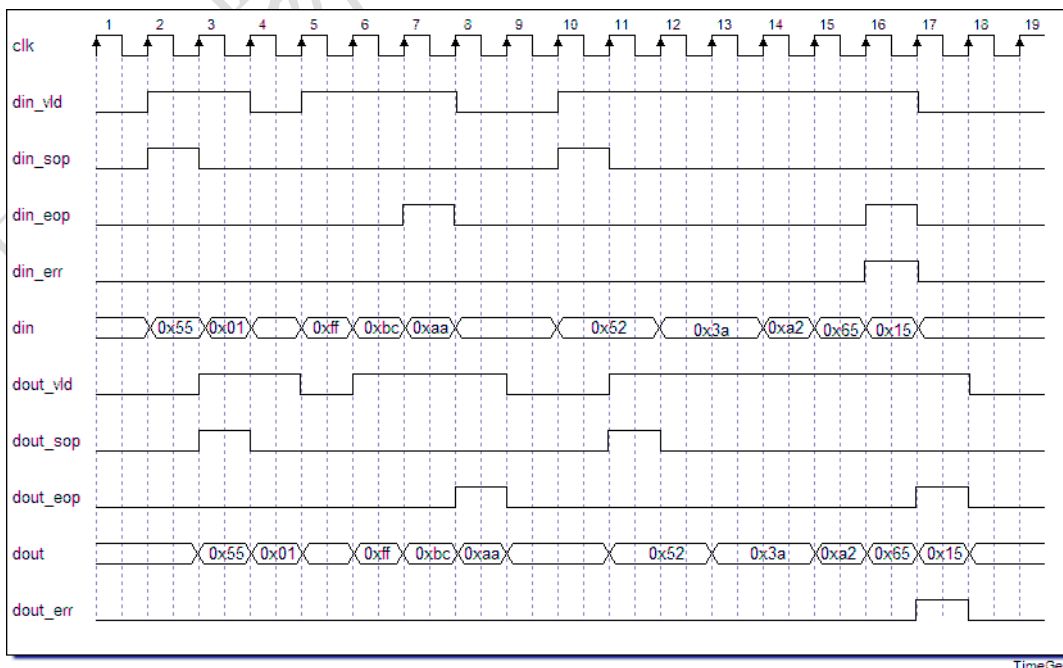 1 2 3 4 5 6 7 8 9 10 11 12 13 14 15 16 17 18 19
clk
din_vld
din_sop
din_eop
din_err
din 0x55 0x01 0xff 0xbc 0xaa 0x52 0x3a 0xa2 0x65 0x15
dout_vld
dout_sop
dout_eop
dout 0x55 0x01 0xff 0xbc 0xaa 0x52 0x3a 0xa2 0x65 0x15
dout_err